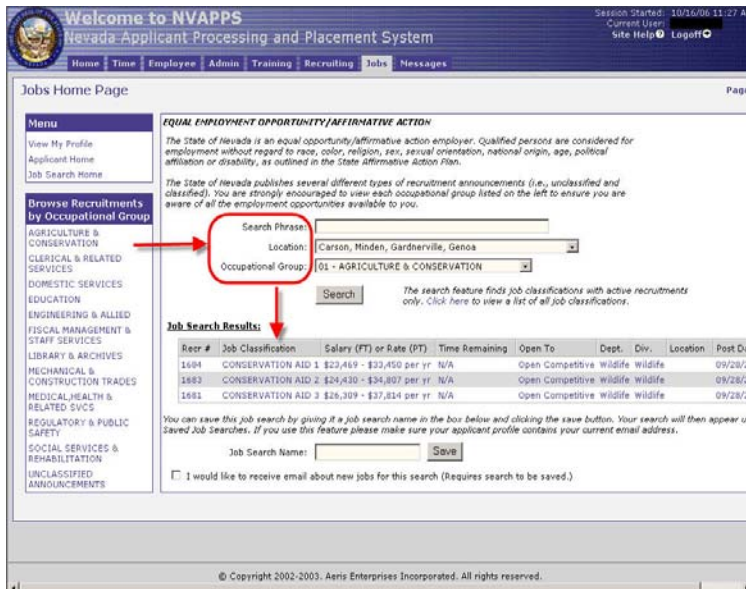 Welcome to NVAPPS
Nevada Applicant Processing and Placement System
Session Started: 10/16/06 11:27 A
Current User:
Site Help Logoff
Home Time Employee Admin Training Recruiting Jobs Messages
Jobs Home Page
Page
Menu
View My Profile
Applicant Home
Job Search Home
Browse Recruitments
by Occupational Group
AGRICULTURE &
CONSERVATION
CLERICAL & RELATED
SERVICES
DOMESTIC SERVICES
EDUCATION
ENGINEERING & ALLIED
FISCAL MANAGEMENT &
STAFF SERVICES
LIBRARY & ARCHIVES
MECHANICAL &
CONSTRUCTION TRADES
MEDICAL,HEALTH &
RELATED SVCS
REGULATORY & PUBLIC
SAFETY
SOCIAL SERVICES &
REHABILITATION
UNCLASSIFIED
ANNOUNCEMENTS
EQUAL EMPLOYMENT OPPORTUNITY/AFFIRMATIVE ACTION
The State of Nevada is an equal opportunity/affirmative action employer. Qualified persons are considered for
employment without regard to race, color, religion, sex, sexual orientation, national origin, age, political
affiliation or disability, as outlined in the State Affirmative Action Plan.
The State of Nevada publishes several different types of recruitment announcements (i.e., unclassified and
classified). You are strongly encouraged to view each occupational group listed on the left to ensure you are
aware of all the employment opportunities available to you.
Search Phrase:
Location: Carson, Minden, Gardnerville, Genoa
Occupational Group: 01 - AGRICULTURE & CONSERVATION
Search
The search feature finds job classifications with active recruitments
only. Click here to view a list of all job classifications.
Job Search Results:
Recr # Job Classification Salary (FT) or Rate (PT) Time Remaining Open To Dept. Div. Location Post Da
1684 CONSERVATION AID 1 $23,469 - $33,450 per yr N/A Open Competitive Wildlife Wildlife 09/28/2
1683 CONSERVATION AID 2 $24,430 - $34,807 per yr N/A Open Competitive Wildlife Wildlife 09/28/2
1681 CONSERVATION AID 3 $26,309 - $37,814 per yr N/A Open Competitive Wildlife Wildlife 09/28/2
You can save this job search by giving it a job search name in the box below and clicking the save button. Your search will then appear u
Saved Job Searches. If you use this feature please make sure your applicant profile contains your current email address.
Job Search Name:
Save
I would like to receive email about new jobs for this search (Requires search to be saved.)
© Copyright 2002-2003. Aeris Enterprises Incorporated. All rights reserved.